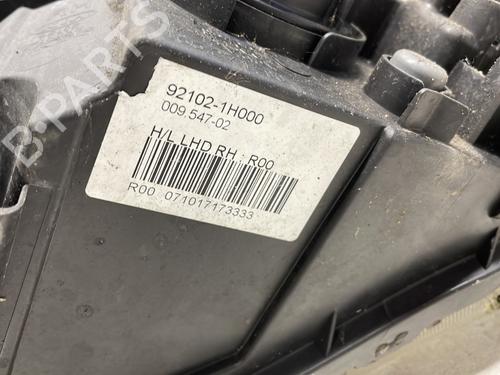 92102-1H000
009.547-02
H/L LHD RH : R00
R00 071017173333
B-PARTS